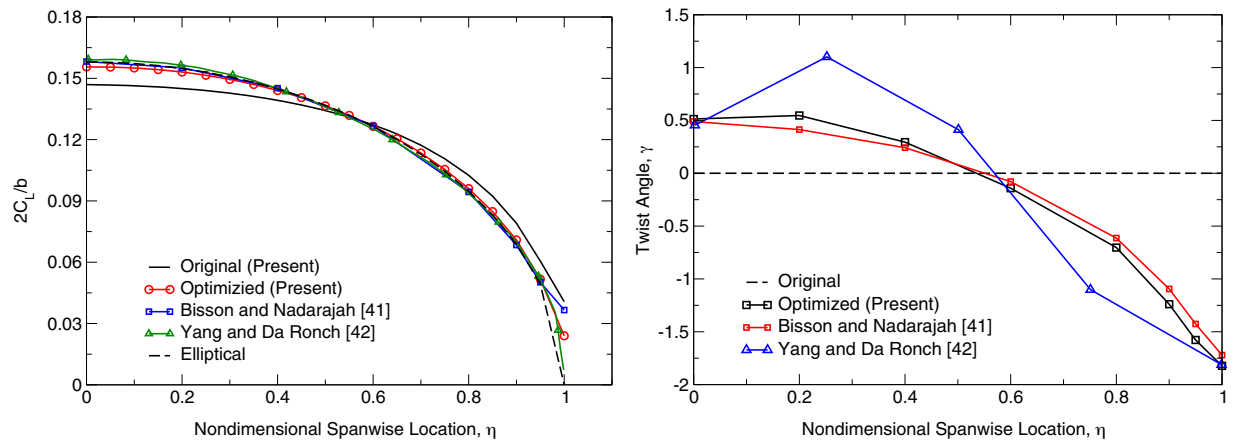 0.18
0.15
0.12
0.09
0.06
0.03
0
2C_L/b
Original (Present)
Optimizied (Present)
Bisson and Nadarajah [41]
Yang and Da Ronch [42]
Elliptical
0 0.2 0.4 0.6 0.8 1
Nondimensional Spanwise Location, η
1.5
1
0.5
0
-0.5
-1
-1.5
-2
Twist Angle, γ
Original
Optimizied (Present)
Bisson and Nadarajah [41]
Yang and Da Ronch [42]
0 0.2 0.4 0.6 0.8 1
Nondimensional Spanwise Location, η